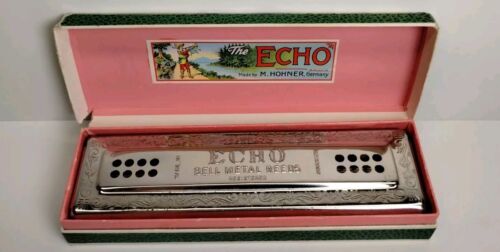 The ECHO
Made by M. HOHNER, Germany
ECHO
BELL METAL REEDS